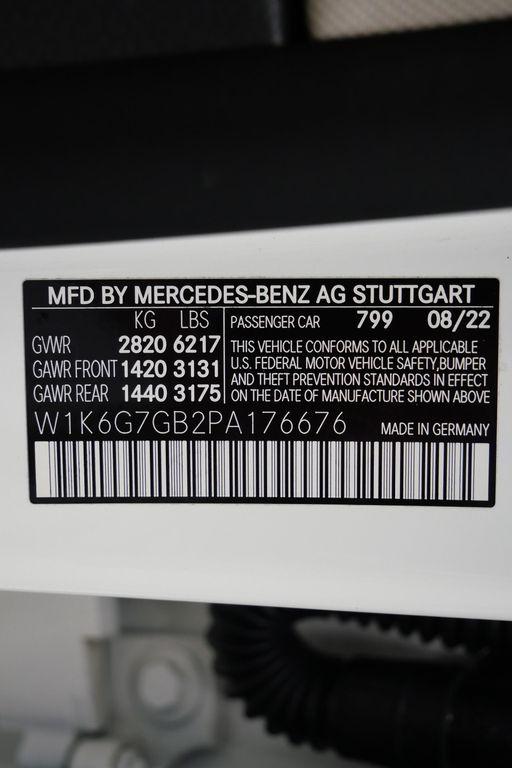 MFD BY MERCEDES-BENZ AG STUTTGART
KG LBS
GVWR 2820 6217
GAWR FRONT 1420 3131
GAWR REAR 1440 3175
PASSENGER CAR 799 08/22
THIS VEHICLE CONFORMS TO ALL APPLICABLE
U.S. FEDERAL MOTOR VEHICLE SAFETY,BUMPER
AND THEFT PREVENTION STANDARDS IN EFFECT
ON THE DATE OF MANUFACTURE SHOWN ABOVE
W1K6G7GB2PA176676 MADE IN GERMANY